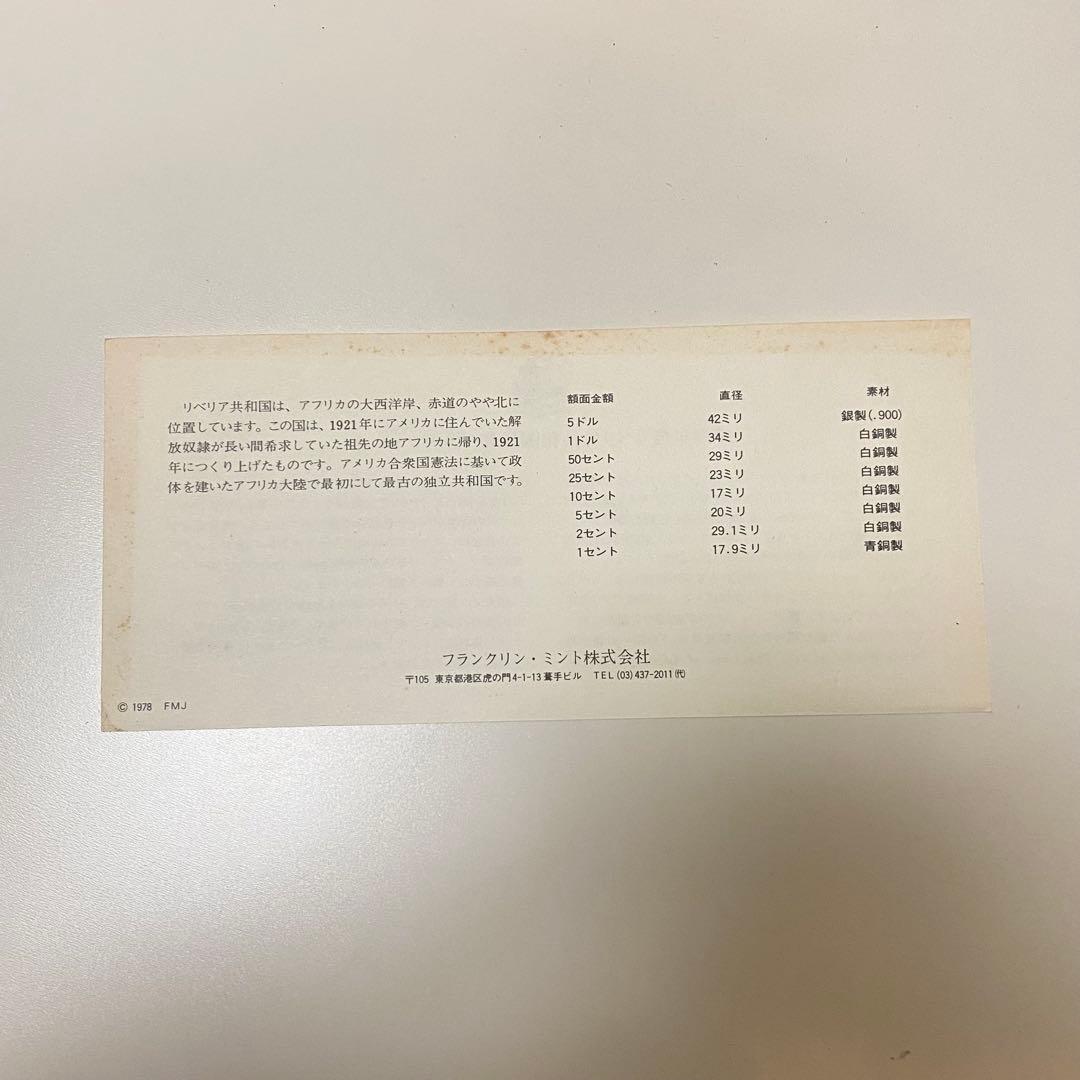 リベリア共和国は、アフリカの大西洋岸、赤道のやや北に
位置しています。この国は、1921年にアメリカに住んでいた解
放奴隷が長い間希求していた祖先の地アフリカに帰り、1921
年につくり上げたものです。アメリカ合衆国憲法に基いて政
体を建いたアフリカ大陸で最初にして最古の独立共和国です。
額面金額 直径 素材
5ドル 42ミリ 銀製(.900)
1ドル 34ミリ 白銅製
50セント 29ミリ 白銅製
25セント 23ミリ 白銅製
10セント 17ミリ 白銅製
5セント 20ミリ 白銅製
2セント 29.1ミリ 白銅製
1セント 17.9ミリ 青銅製
フランクリン・ミント株式会社
〒105 東京都港区虎の門4-1-13 葺手ビル TEL (03) 437-2011 ㈹
© 1978 FMJ